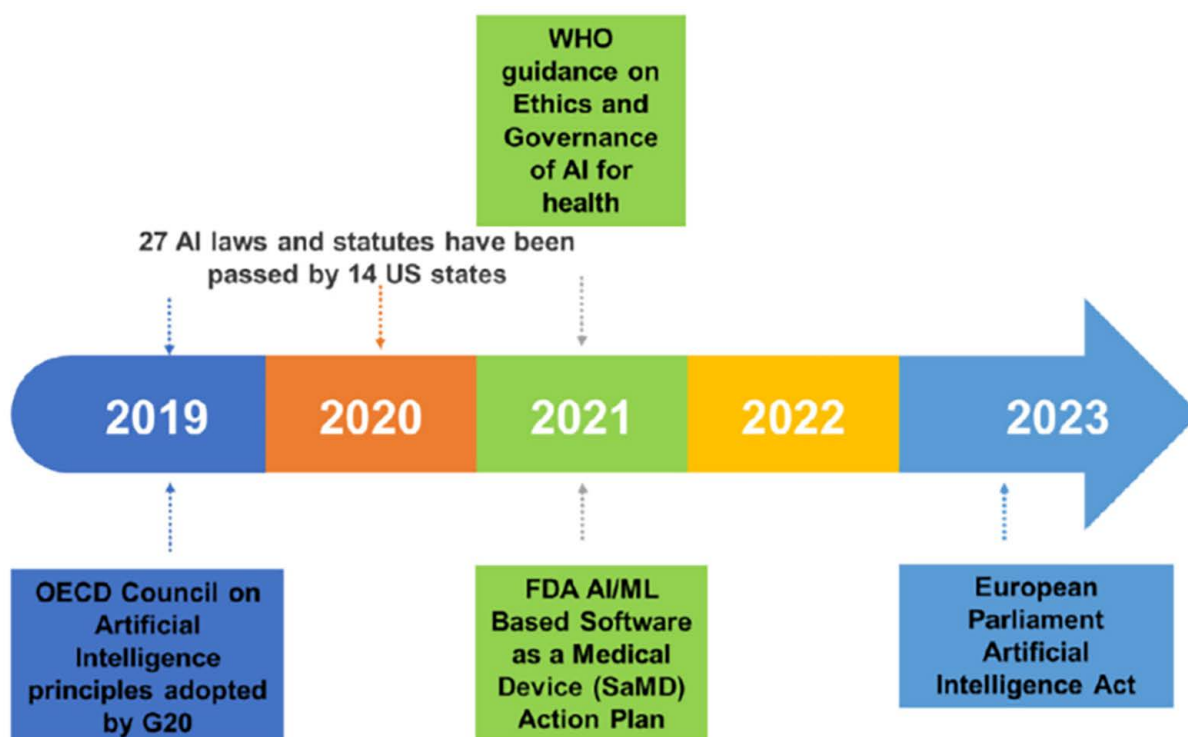 WHO
guidance on
Ethics and
Governance
of AI for
health
27 AI laws and statutes have been
passed by 14 US states
2019
2020
2021
2022
2023
OECD Council on
Artificial
Intelligence
principles adopted
by G20
FDA AI/ML
Based Software
as a Medical
Device (SaMD)
Action Plan
European
Parliament
Artificial
Intelligence Act